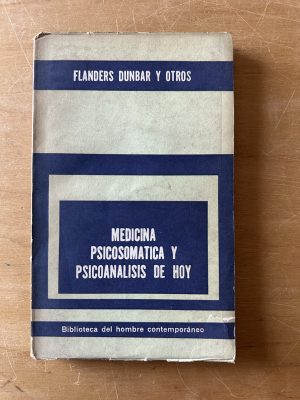 FLANDERS DUNBAR Y OTROS
MEDICINA
PSICOSOMATICA Y
PSICOANALISIS DE HOY
Biblioteca del hombre contemporáneo